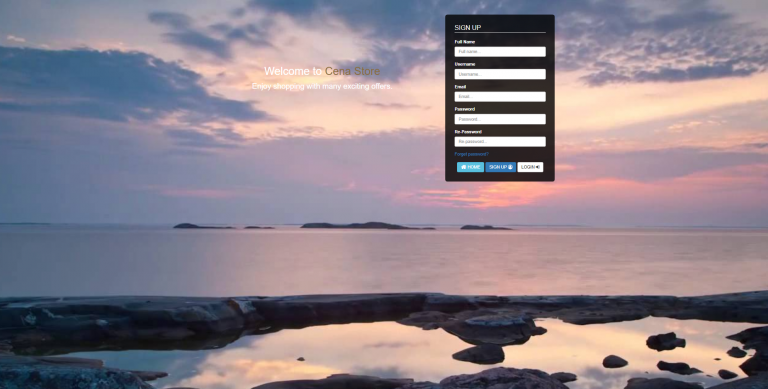 SIGN UP
Full Name
Full name...
Welcome to Cena Store
Username
Username...
Enjoy shopping with many exciting offers.
Email
Email
Password
Password...
Re-Password
Re-password...
Forgot password?
HOME SIGN UP LOGIN